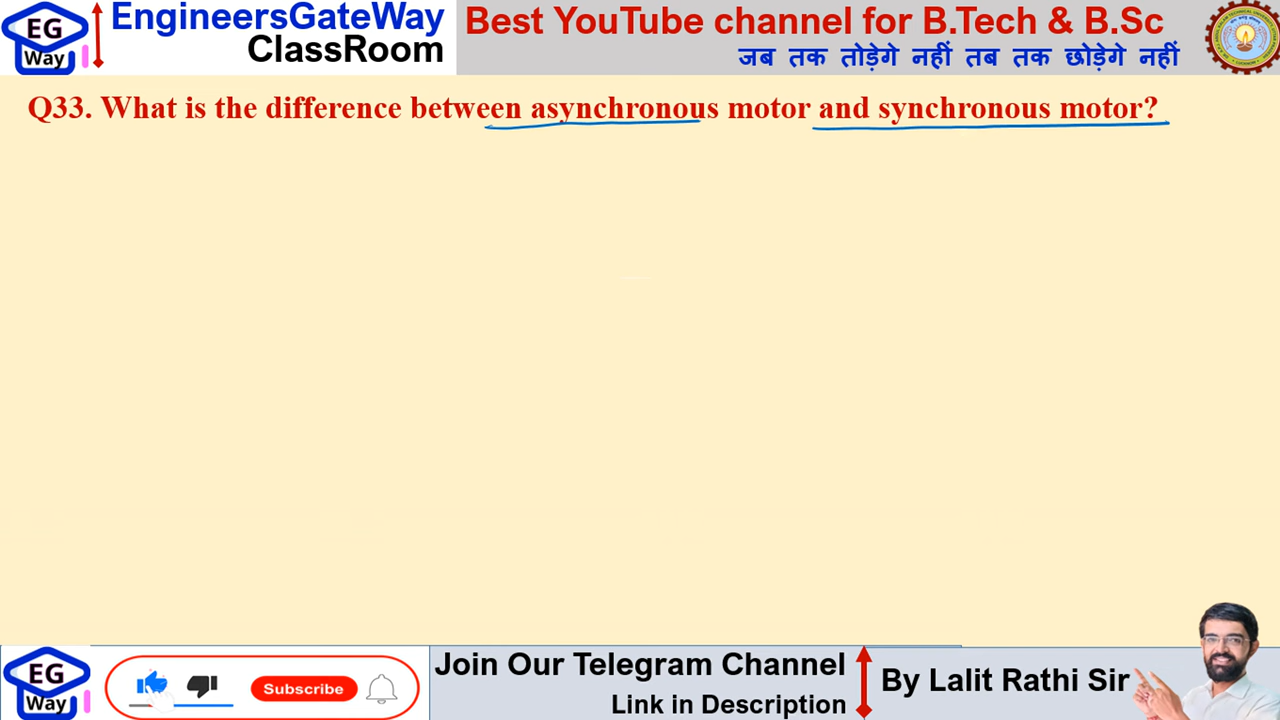 EG
Way
EngineersGateWay
ClassRoom
Best YouTube channel for B.Tech & B.Sc
जब तक तोड़ेगे नहीं तब तक छोड़ेगे नहीं
Q33. What is the difference between asynchronous motor and synchronous motor?
EG
Way
Subscribe
Join Our Telegram Channel
Link in Description
By Lalit Rathi Sir